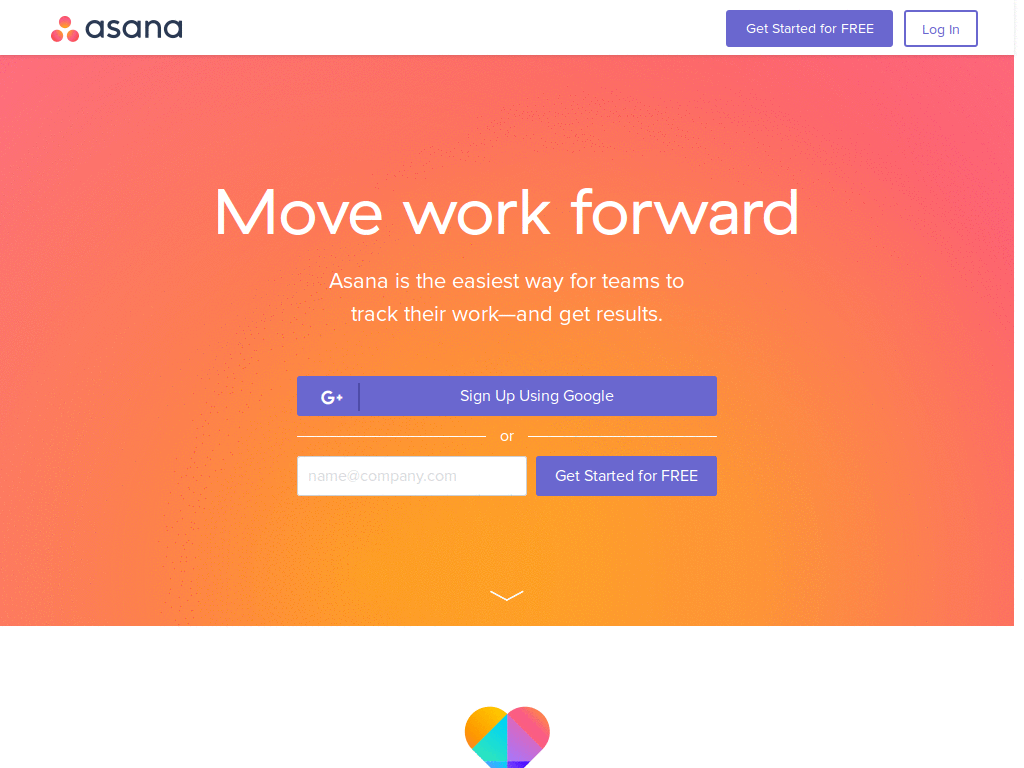 asana
Get Started for FREE
Log In
Move work forward
Asana is the easiest way for teams to
track their work—and get results.
G+
Sign Up Using Google
or
name@company.com
Get Started for FREE